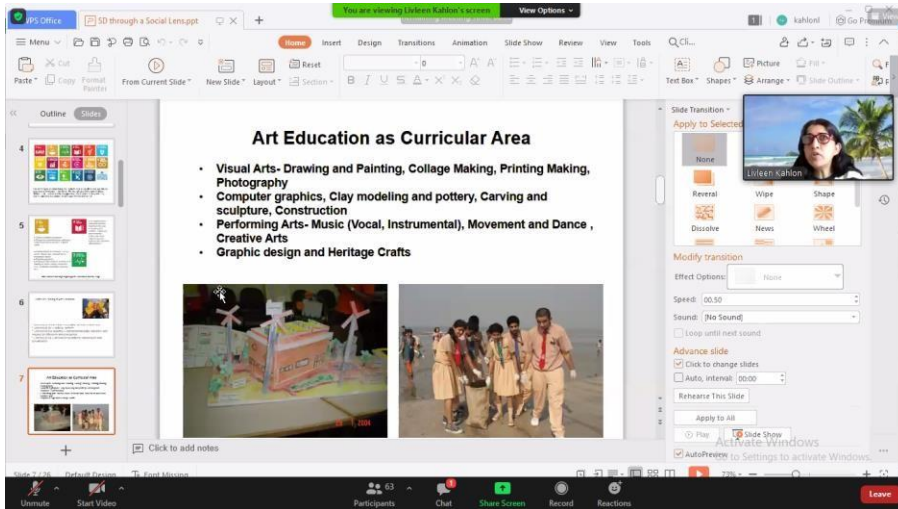 You are viewing Livleen Kahlon's screen View Options
WPS Office SD through a Social Lens.ppt + 1 kahlonl Go Premium
Menu Home Insert Design Transitions Animation Slide Show Review View Tools
Paste Cut Copy Format Painter From Current Slide New Slide Layout Reset Section
B I U S A
Text Box Shapes Picture Arrange Fill Slide Outline
Outline Slides
4
5
6
7
Art Education as Curricular Area
• Visual Arts- Drawing and Painting, Collage Making, Printing Making,
Photography
• Computer graphics, Clay modeling and pottery, Carving and
sculpture, Construction
• Performing Arts- Music (Vocal, Instrumental), Movement and Dance ,
Creative Arts
• Graphic design and Heritage Crafts
Click to add notes
Slide Transition
Apply to Selected
None
Reveral Wipe Shape
Dissolve News Wheel
Modify transition
Effect Options: None
Speed: 00.50
Sound: [No Sound]
Loop until next sound
Advance slide
Click to change slides
Auto, interval: 00:00
Rehearse This Slide
Apply to All
Play Slide Show
AutoPreview
Activate Windows
Go to Settings to activate Windows.
Livleen Kahlon
Slide 7 / 26 Default Design Font Missing 73%
Unmute Start Video 63 Participants 1 Chat Share Screen Record Reactions Leave